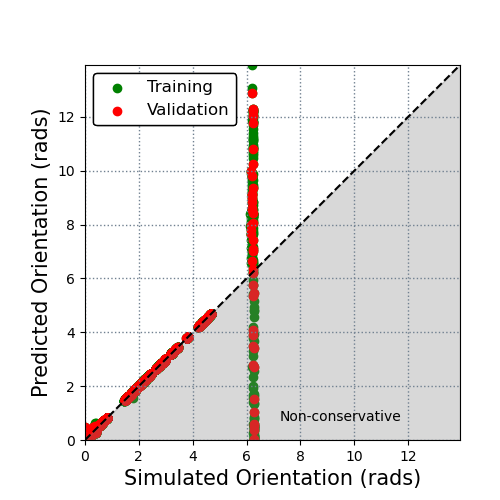 Training
Validation
Predicted Orientation (rads)
12
10
8
6
4
2
0
Non-conservative
0 2 4 6 8 10 12
Simulated Orientation (rads)